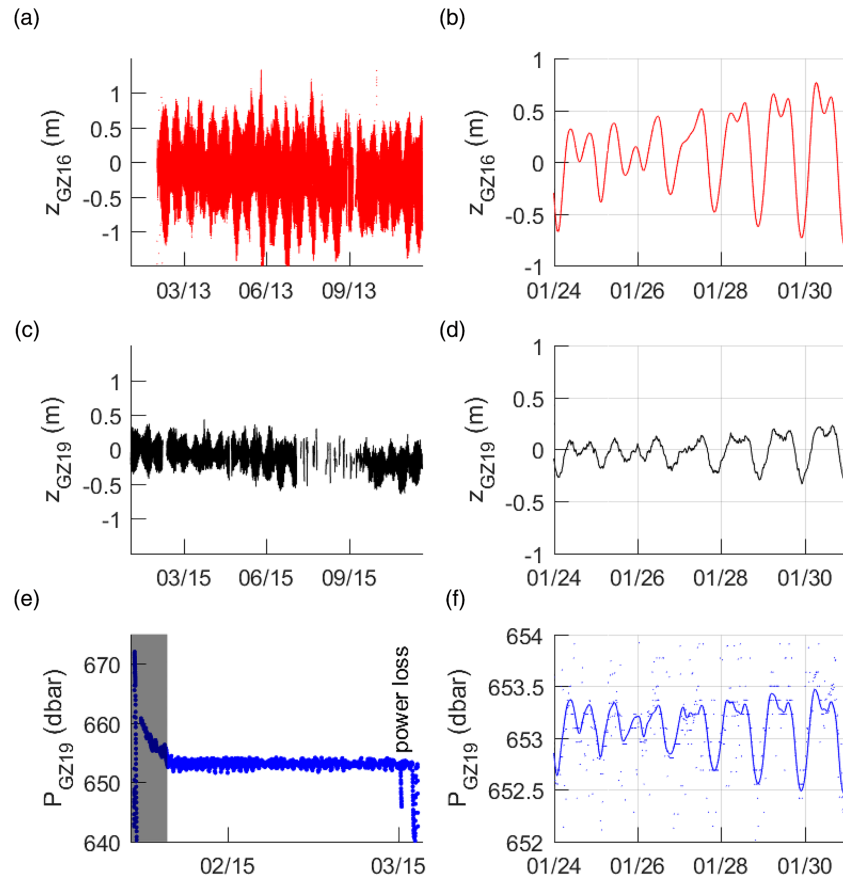 (a)
z_GZ16 (m)
1
0.5
0
-0.5
-1
03/13 06/13 09/13
(b)
z_GZ16 (m)
1
0.5
0
-0.5
-1
01/24 01/26 01/28 01/30
(c)
z_GZ19 (m)
1
0.5
0
-0.5
-1
03/15 06/15 09/15
(d)
z_GZ19 (m)
1
0.5
0
-0.5
-1
01/24 01/26 01/28 01/30
(e)
P_GZ19 (dbar)
670
660
650
640
power loss
02/15 03/15
(f)
P_GZ19 (dbar)
654
653.5
653
652.5
652
01/24 01/26 01/28 01/30